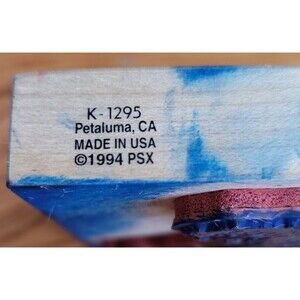 K-1295
Petaluma, CA
MADE IN USA
©1994 PSX